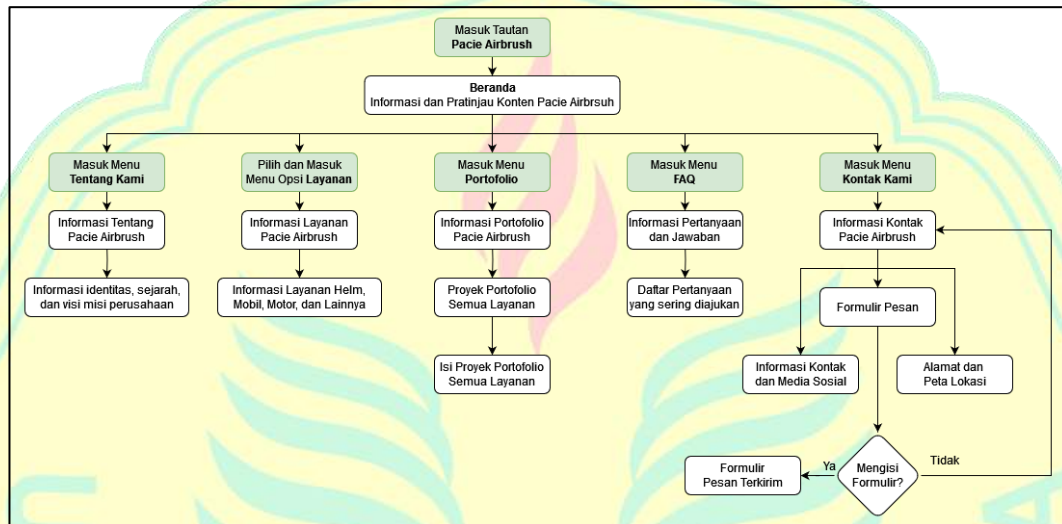 Masuk Tautan
Pacie Airbrush
Beranda
Informasi dan Pratinjau Konten Pacie Airbrsuh
Masuk Menu
Tentang Kami
Pilih dan Masuk
Menu Opsi Layanan
Masuk Menu
Portofolio
Masuk Menu
FAQ
Masuk Menu
Kontak Kami
Informasi Tentang
Pacie Airbrush
Informasi Layanan
Pacie Airbrush
Informasi Portofolio
Pacie Airbrush
Informasi Pertanyaan
dan Jawaban
Informasi Kontak
Pacie Airbrush
Informasi identitas, sejarah,
dan visi misi perusahaan
Informasi Layanan Helm,
Mobil, Motor, dan Lainnya
Proyek Portofolio
Semua Layanan
Daftar Pertanyaan
yang sering diajukan
Formulir Pesan
Isi Proyek Portofolio
Semua Layanan
Informasi Kontak
dan Media Sosial
Alamat dan
Peta Lokasi
Mengisi
Formulir?
Ya
Tidak
Formulir
Pesan Terkirim